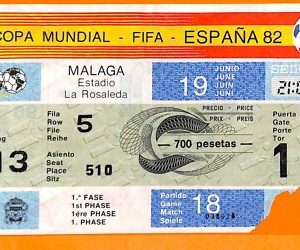 COPA MUNDIAL - FIFA - ESPAÑA 82
MALAGA
Estadio
La Rosaleda
19
JUNIO
JUNE
JUIN
JUNI
Fila
Row
File
Reihe
5
PRECIO - PRICE
PRIX - PREIS
700 pesetas
Puerta
Gate
Porte
Tor
13
Asiento
Seat
Place
Sitz
510
1
1.ª FASE
1 st PHASE
1ére PHASE
1. PHASE
Partido
Game
Match
Spiele
18